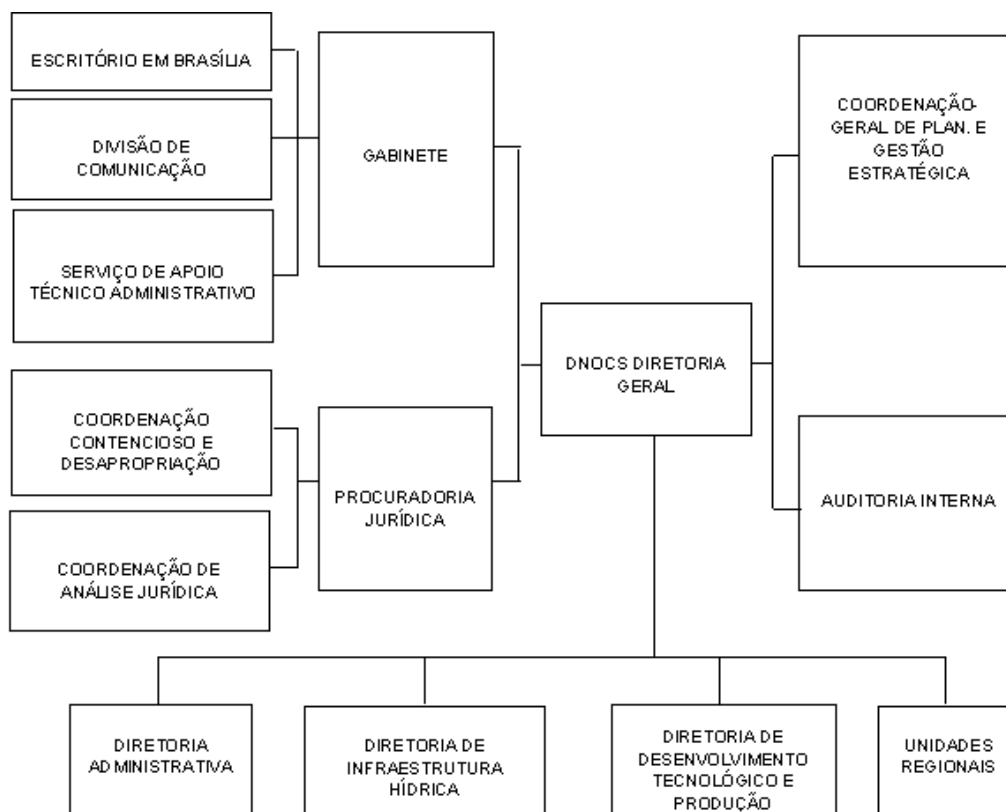 ESCRITÓRIO EM BRASÍLIA
DIVISÃO DE
COMUNICAÇÃO
SERVIÇO DE APOIO
TÉCNICO ADMINISTRATIVO
GABINETE
COORDENAÇÃO-
GERAL DE PLAN. E
GESTÃO
ESTRATÉGICA
DNOCS DIRETORIA
GERAL
COORDENAÇÃO
CONTENCIOSO E
DESAPROPRIAÇÃO
COORDENAÇÃO DE
ANÁLISE JURÍDICA
PROCURADORIA
JURÍDICA
AUDITORIA INTERNA
DIRETORIA
ADMINISTRATIVA
DIRETORIA DE
INFRAESTRUTURA
HÍDRICA
DIRETORIA DE
DESENVOLVIMENTO
TECNOLÓGICO E
PRODUÇÃO
UNIDADES
REGIONAIS